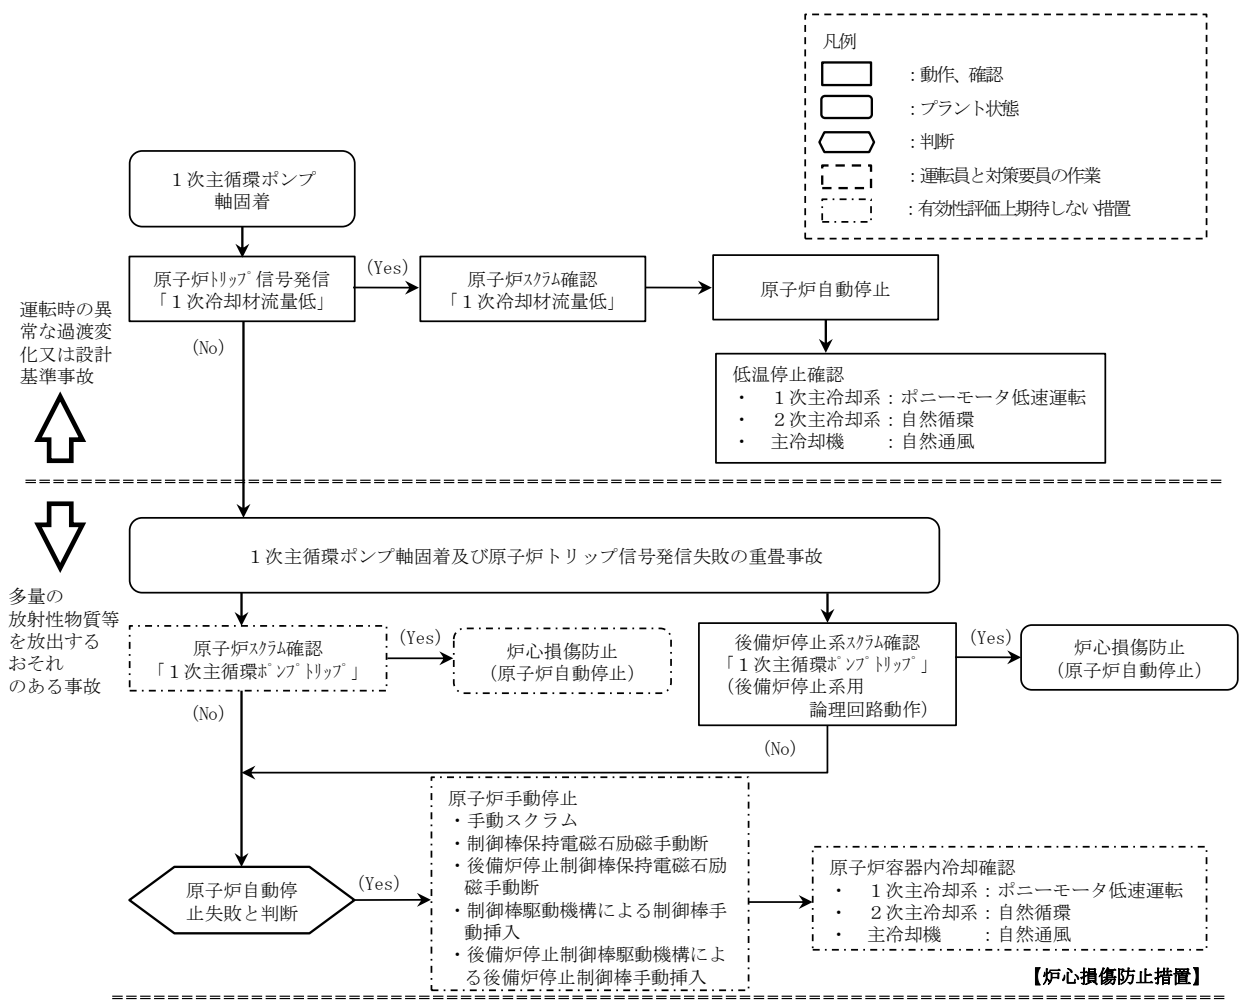 凡例
：動作、確認
：プラント状態
：判断
：運転員と対策要員の作業
：有効性評価上期待しない措置
１次主循環ポンプ
軸固着
原子炉ﾄﾘｯﾌﾟ信号発信
「１次冷却材流量低」
(Yes)
原子炉ｽｸﾗﾑ確認
「１次冷却材流量低」
原子炉自動停止
(No)
運転時の異
常な過渡変
化又は設計
基準事故
低温停止確認
・　１次主冷却系：ポニーモータ低速運転
・　２次主冷却系：自然循環
・　主冷却機　　：自然通風
１次主循環ポンプ軸固着及び原子炉トリップ信号発信失敗の重畳事故
多量の
放射性物質等
を放出する
おそれ
のある事故
原子炉ｽｸﾗﾑ確認
「１次主循環ﾎﾟﾝﾌﾟﾄﾘｯﾌﾟ」
(Yes)
炉心損傷防止
(原子炉自動停止)
後備炉停止系ｽｸﾗﾑ確認
「１次主循環ﾎﾟﾝﾌﾟﾄﾘｯﾌﾟ」
(後備炉停止系用
論理回路動作)
(Yes)
炉心損傷防止
(原子炉自動停止)
(No)
(No)
原子炉自動停
止失敗と判断
(Yes)
原子炉手動停止
・手動スクラム
・制御棒保持電磁石励磁手動断
・後備炉停止制御棒保持電磁石励
磁手動断
・制御棒駆動機構による制御棒手
動挿入
・後備炉停止制御棒駆動機構によ
る後備炉停止制御棒手動挿入
原子炉容器内冷却確認
・　１次主冷却系：ポニーモータ低速運転
・　２次主冷却系：自然循環
・　主冷却機　　：自然通風
【炉心損傷防止措置】